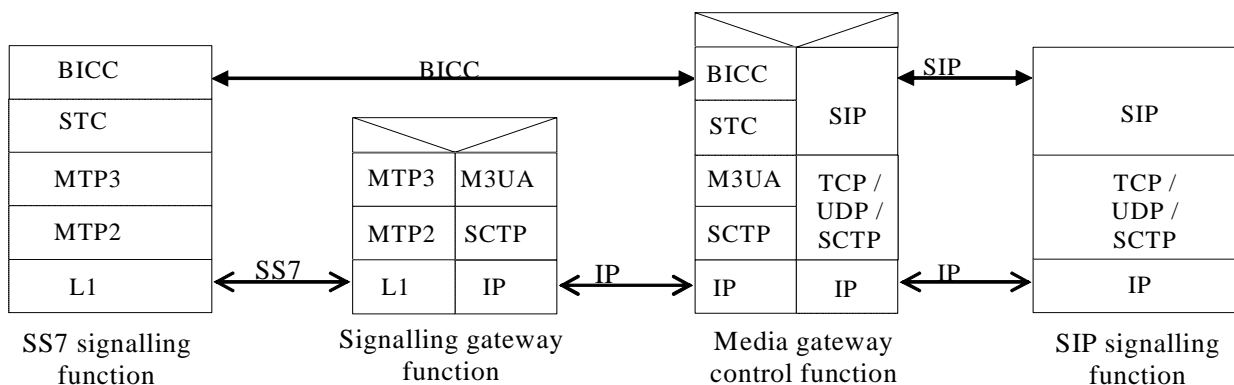 BICC
STC
MTP3
MTP2
L1
SS7 signalling
function
BICC
SS7
MTP3
M3UA
MTP2
SCTP
L1
IP
Signalling gateway
function
IP
BICC
STC
M3UA
SCTP
IP
SIP
TCP /
UDP /
SCTP
IP
Media gateway
control function
SIP
IP
SIP
TCP /
UDP /
SCTP
IP
SIP signalling
function